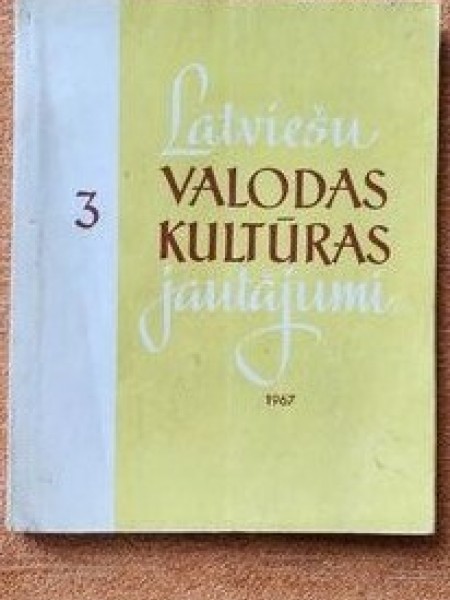 3
Latviešu
VALODAS
KULTŪRAS
jautājumi
1967